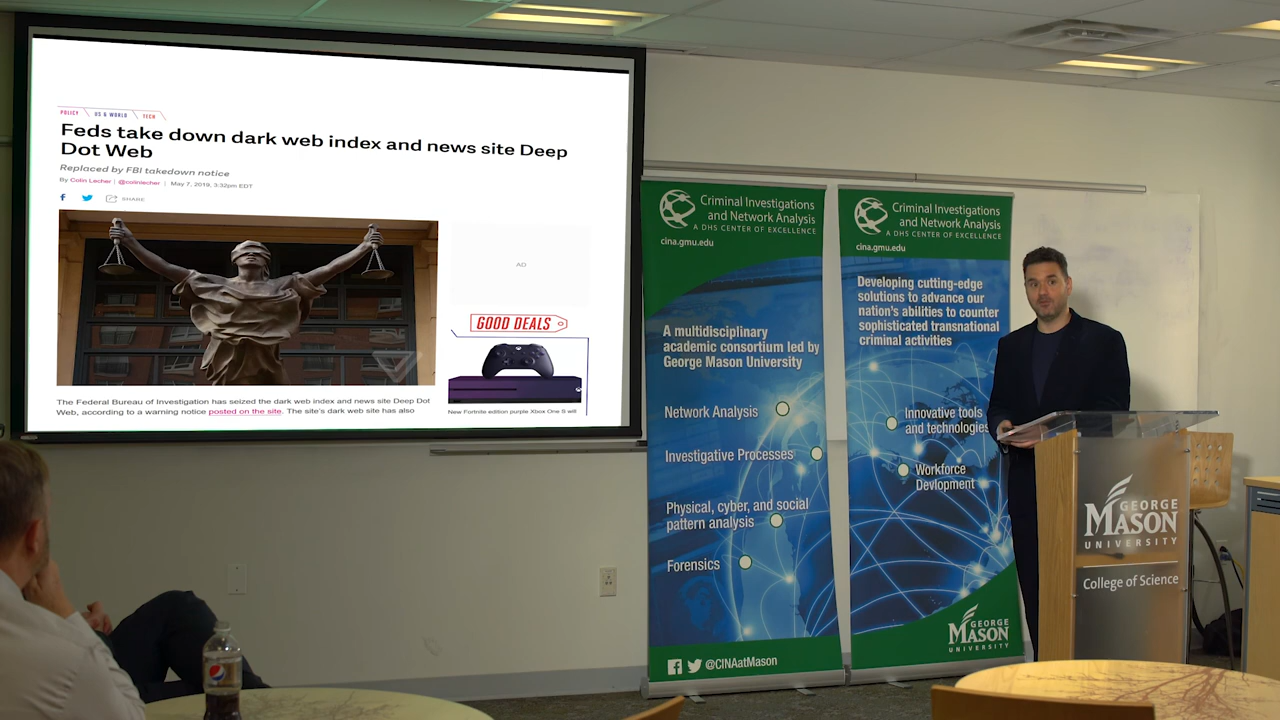 POLICY
US & WORLD
TECH
Feds take down dark web index and news site Deep
Dot Web
Replaced by FBI takedown notice
By Colin Lecher | @colinlecher | May 7, 2019, 3:32pm EDT
SHARE
AD
GOOD DEALS
The Federal Bureau of Investigation has seized the dark web index and news site Deep Dot
Web, according to a warning notice posted on the site. The site's dark web site has also
New Fortnite edition purple Xbox One S will
Criminal Investigations
and Network Analysis
A DHS CENTER OF EXCELLENCE
cina.gmu.edu
A multidisciplinary
academic consortium led by
George Mason University
Network Analysis
Investigative Processes
Physical, cyber, and social
pattern analysis
Forensics
@CINAatMason
Criminal Investigations
and Network Analysis
A DHS CENTER OF EXCELLENCE
cina.gmu.edu
Developing cutting-edge
solutions to advance our
nation's abilities to counter
sophisticated transnational
criminal activities
Innovative tools
and technologies
Workforce
Devlopment
GEORGE
MASON
UNIVERSITY
GEORGE
MASON
UNIVERSITY
College of Science
pepsi